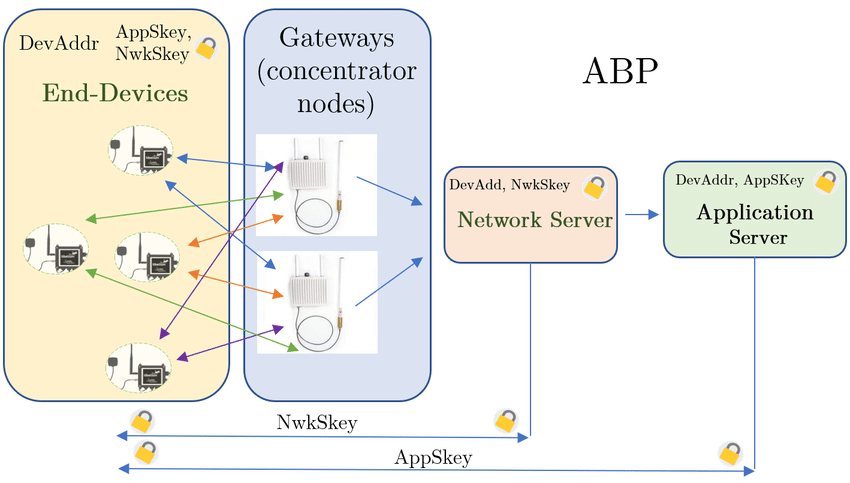 DevAddr
AppSkey,
NwkSkey
End-Devices
Gateways
(concentrator
nodes)
ABP
DevAdd, NwkSkey
Network Server
DevAddr, AppSKey
Application
Server
NwkSkey
AppSkey